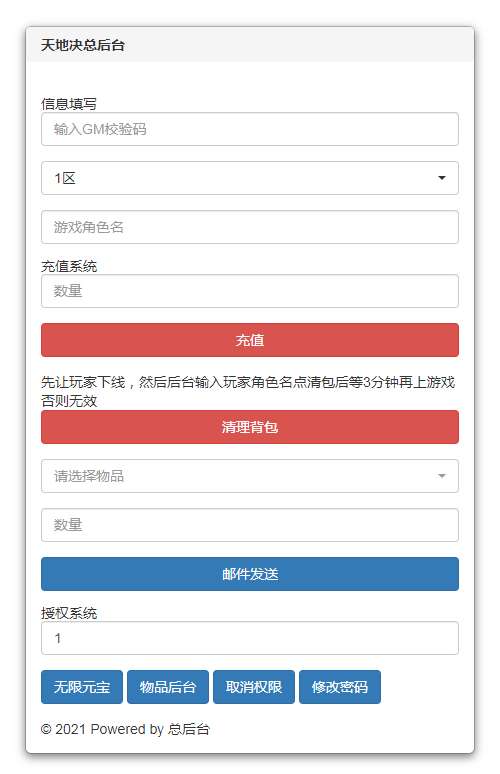 天地决总后台
信息填写
输入GM校验码
1区
游戏角色名
充值系统
数量
充值
先让玩家下线，然后后台输入玩家角色名点清包后等3分钟再上游戏
否则无效
清理背包
请选择物品
数量
邮件发送
授权系统
1
无限元宝 物品后台 取消权限 修改密码
© 2021 Powered by 总后台